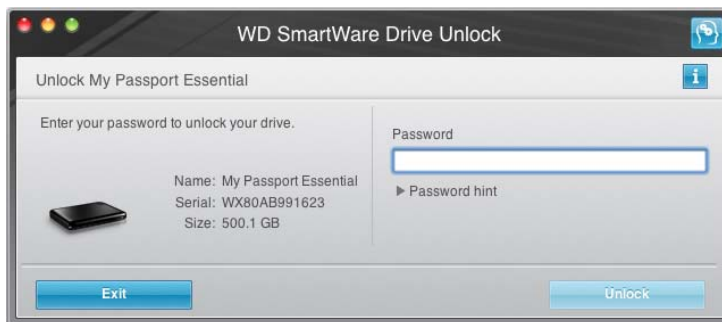 WD SmartWare Drive Unlock
Unlock My Passport Essential
i
Enter your password to unlock your drive.
Name: My Passport Essential
Serial: WX80AB991623
Size: 500.1 GB
Password
Password hint
Exit
Unlock